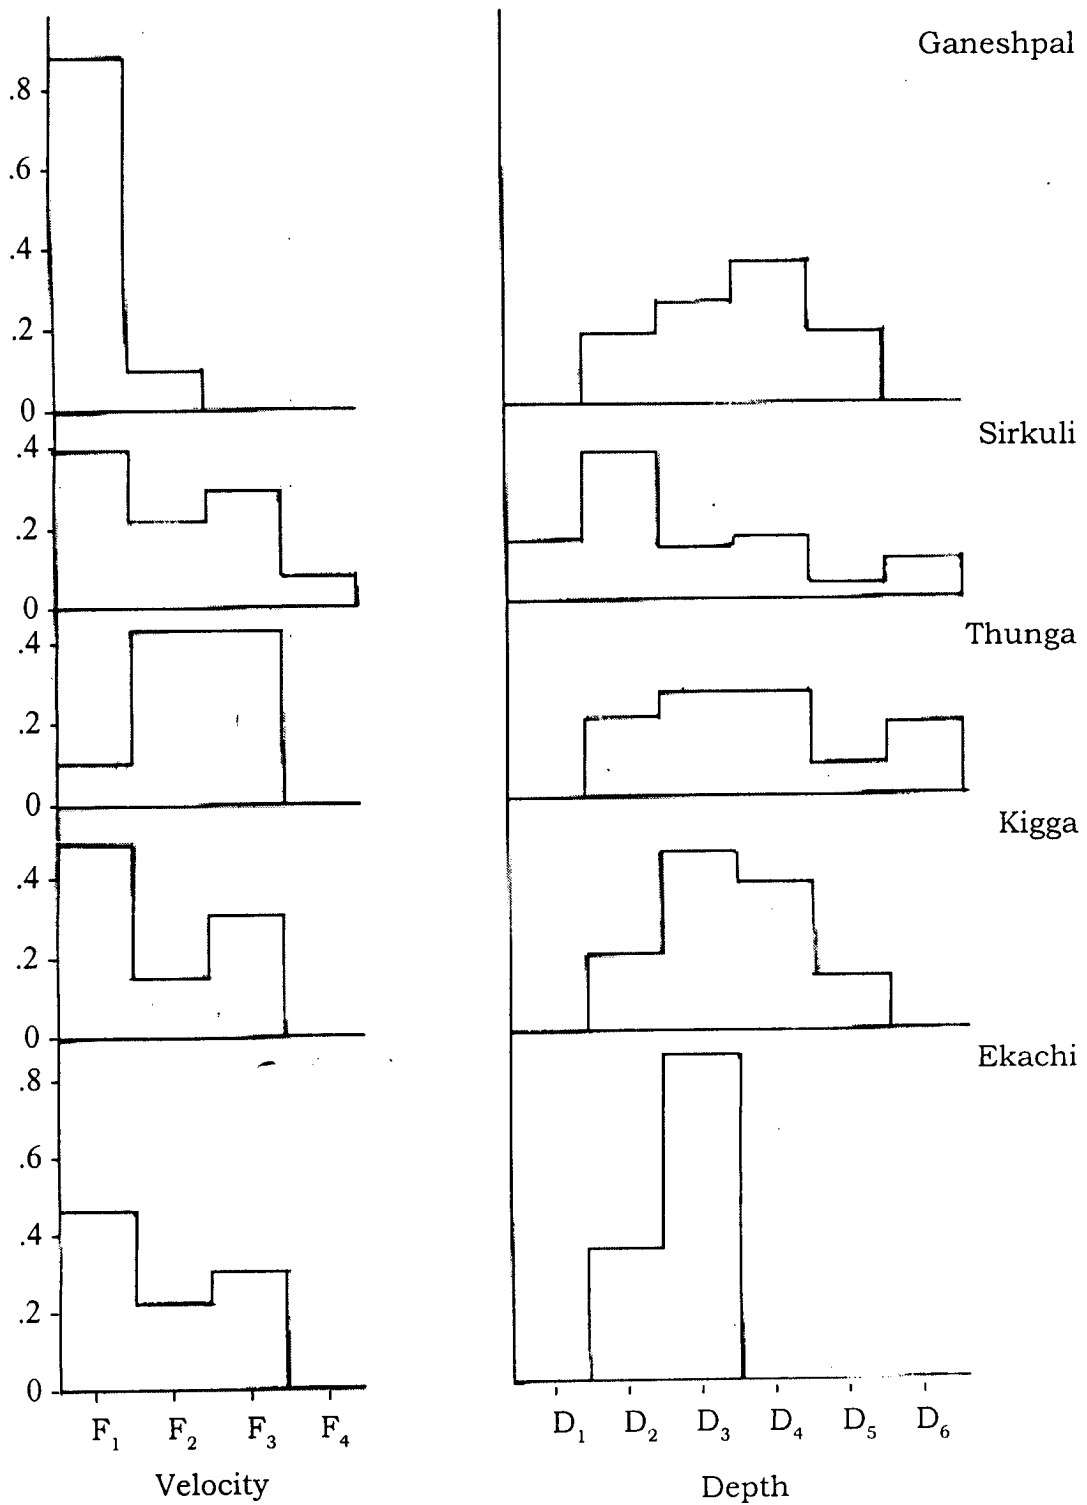 Ganeshpal
.8
.6
.4
.2
0
Sirkuli
.4
.2
0
Thunga
.4
.2
0
Kigga
.4
.2
0
Ekachi
.8
.6
.4
.2
0
F₁ F₂ F₃ F₄ D₁ D₂ D₃ D₄ D₅ D₆
Velocity Depth